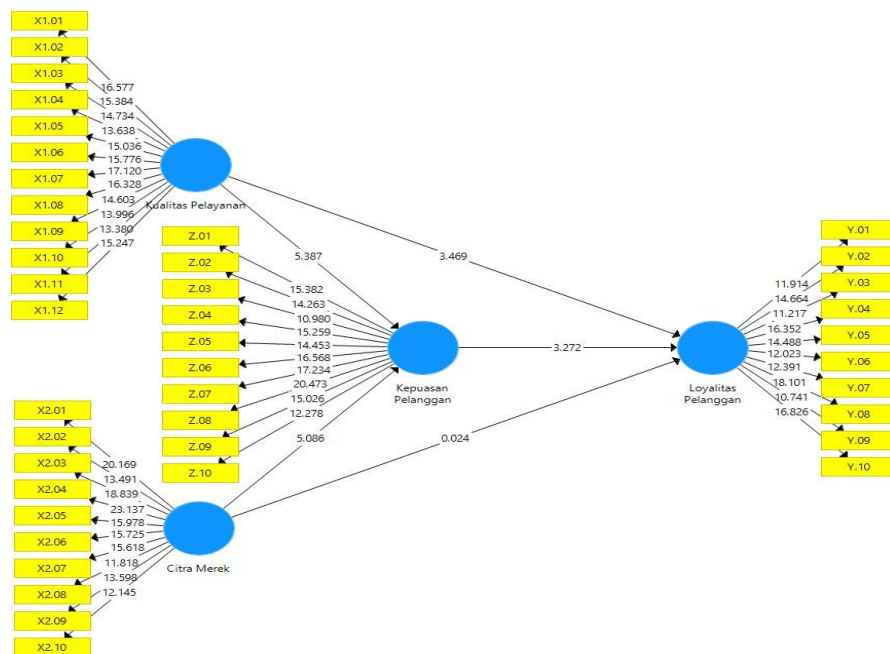 X1.01
X1.02
X1.03
X1.04
X1.05
X1.06
X1.07
X1.08
X1.09
X1.10
X1.11
X1.12
16.577
15.384
14.734
13.638
15.036
15.776
17.120
16.328
14.603
13.996
13.380
15.247
Kualitas Pelayanan
Z.01
Z.02
Z.03
Z.04
Z.05
Z.06
Z.07
Z.08
Z.09
Z.10
15.382
14.263
10.980
15.259
14.453
16.568
17.234
20.473
15.026
12.278
5.387
3.469
Kepuasan
Pelanggan
3.272
5.086
0.024
X2.01
X2.02
X2.03
X2.04
X2.05
X2.06
X2.07
X2.08
X2.09
X2.10
20.169
13.491
18.839
23.137
15.978
15.725
15.618
11.818
13.598
12.145
Citra Merek
Loyalitas
Pelanggan
11.914
14.664
11.217
16.352
14.488
12.023
12.391
18.101
10.741
16.826
Y.01
Y.02
Y.03
Y.04
Y.05
Y.06
Y.07
Y.08
Y.09
Y.10